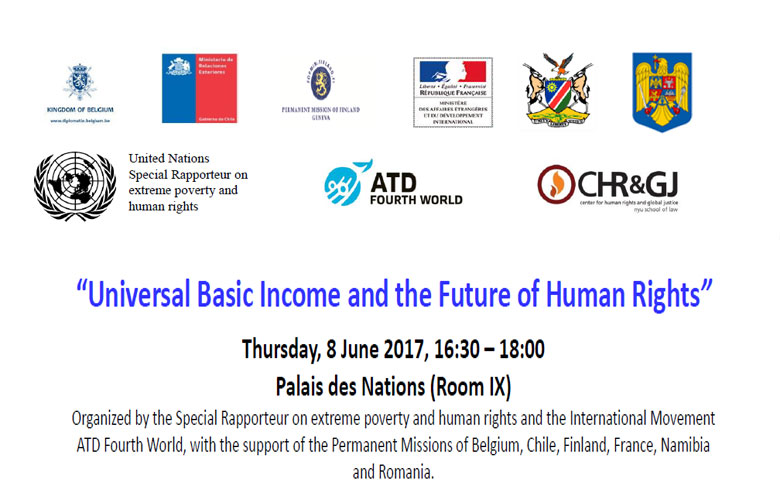 KINGDOM OF BELGIUM
www.diplomatie.belgium.be
Ministerio de
Relaciones
Exteriores
Gobierno de Chile
PERMANENT MISSION OF FINLAND
GENEVA
Liberté • Égalité • Fraternité
RÉPUBLIQUE FRANÇAISE
MINISTÈRE
DES AFFAIRES ÉTRANGÈRES
ET DU DÉVELOPPEMENT
INTERNATIONAL
United Nations
Special Rapporteur on
extreme poverty and
human rights
ATD
FOURTH WORLD
CHR&GJ
center for human rights and global justice
nyu school of law
“Universal Basic Income and the Future of Human Rights”
Thursday, 8 June 2017, 16:30 – 18:00
Palais des Nations (Room IX)
Organized by the Special Rapporteur on extreme poverty and human rights and the International Movement
ATD Fourth World, with the support of the Permanent Missions of Belgium, Chile, Finland, France, Namibia
and Romania.